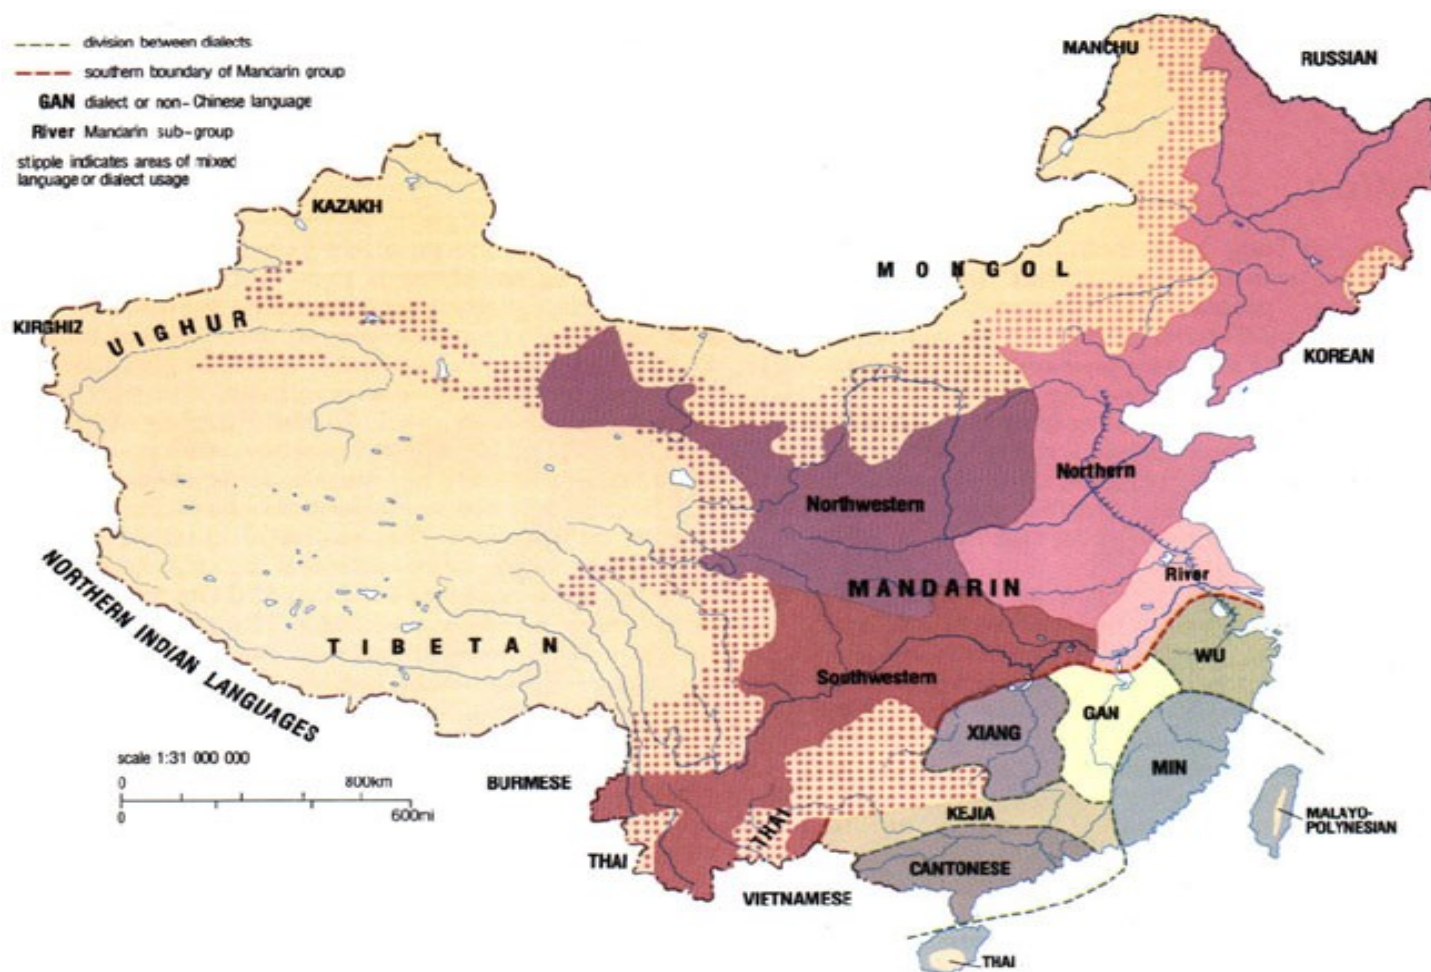 division between dialects
southern boundary of Mandarin group
GAN dialect or non-Chinese language
River Mandarin sub-group
stipple indicates areas of mixed
language or dialect usage
MANCHU
RUSSIAN
KAZAKH
MONGOL
KIRGHIZ
UIGHUR
KOREAN
Northern
Northwestern
MANDARIN
River
NORTHERN INDIAN LANGUAGES
TIBETAN
WU
Southwestern
GAN
XIANG
MIN
scale 1:31 000 000
0 800km
0 600mi
BURMESE
KEJIA
MALAYO-
POLYNESIAN
THAI
THAI
CANTONESE
VIETNAMESE
THAI